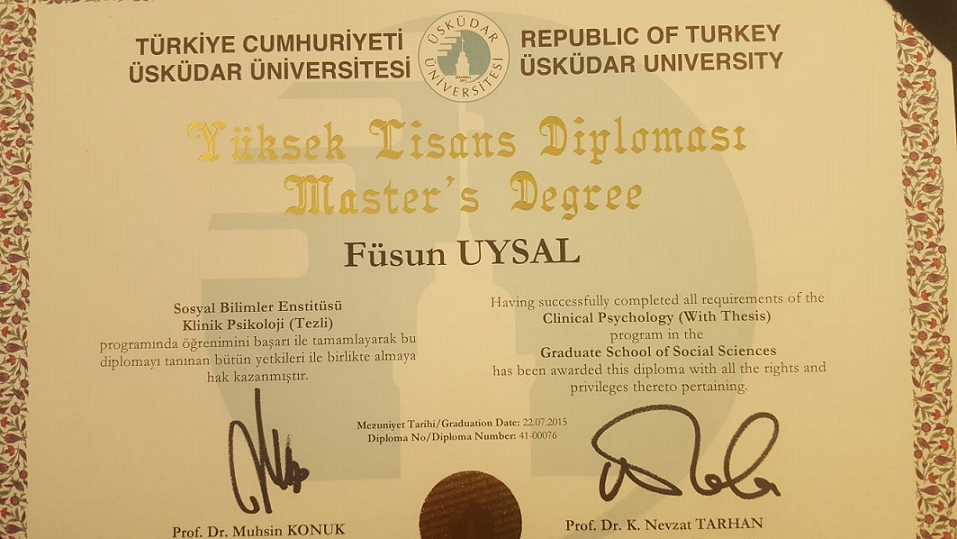 TÜRKİYE CUMHURİYETİ
ÜSKÜDAR ÜNİVERSİTESİ
ÜSKÜDAR ÜNİVERSİTESİ
REPUBLIC OF TURKEY
ÜSKÜDAR UNIVERSITY
Yüksek Lisans Diploması
Master's Degree
Füsun UYSAL
Sosyal Bilimler Enstitüsü
Klinik Psikoloji (Tezli)
programında öğrenimini başarı ile tamamlayarak bu
diplomayı tanınan bütün yetkileri ile birlikte almaya
hak kazanmıştır.
Having successfully completed all requirements of the
Clinical Psychology (With Thesis)
program in the
Graduate School of Social Sciences
has been awarded this diploma with all the rights and
privileges thereto pertaining.
Mezuniyet Tarihi/Graduation Date: 22.07.2015
Diploma No/Diploma Number: 41-00076
Prof. Dr. Muhsin KONUK
Prof. Dr. K. Nevzat TARHAN